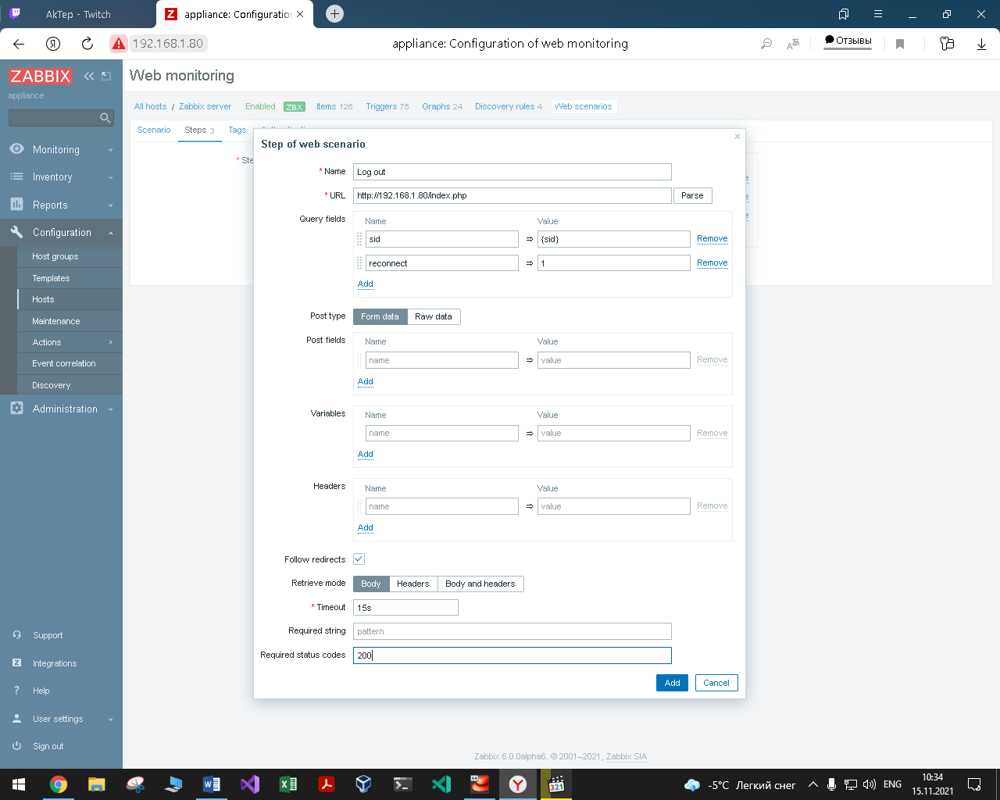 AkTep - Twitch
Z appliance: Configuration
192.168.1.80
appliance: Configuration of web monitoring
Отзывы
ZABBIX
appliance
Web monitoring
All hosts / Zabbix server Enabled ZBX Items 126 Triggers 75 Graphs 24 Discovery rules 4 Web scenarios
Scenario Steps 3 Tags
* Ste
Monitoring
Inventory
Reports
Configuration
Host groups
Templates
Hosts
Maintenance
Actions
Event correlation
Discovery
Administration
Support
Integrations
Help
User settings
Sign out
Step of web scenario
* Name Log out
* URL http://192.168.1.80/index.php Parse
Query fields Name Value
sid ⇒ {sid} Remove
reconnect ⇒ 1 Remove
Add
Post type Form data Raw data
Post fields Name Value
name ⇒ value Remove
Add
Variables Name Value
name ⇒ value Remove
Add
Headers Name Value
name ⇒ value Remove
Add
Follow redirects
Retrieve mode Body Headers Body and headers
* Timeout 15s
Required string pattern
Required status codes 200
Add Cancel
Zabbix 6.0.0alpha6. © 2001–2021, Zabbix SIA
-5°C Легкий снег
ENG
10:34
15.11.2021